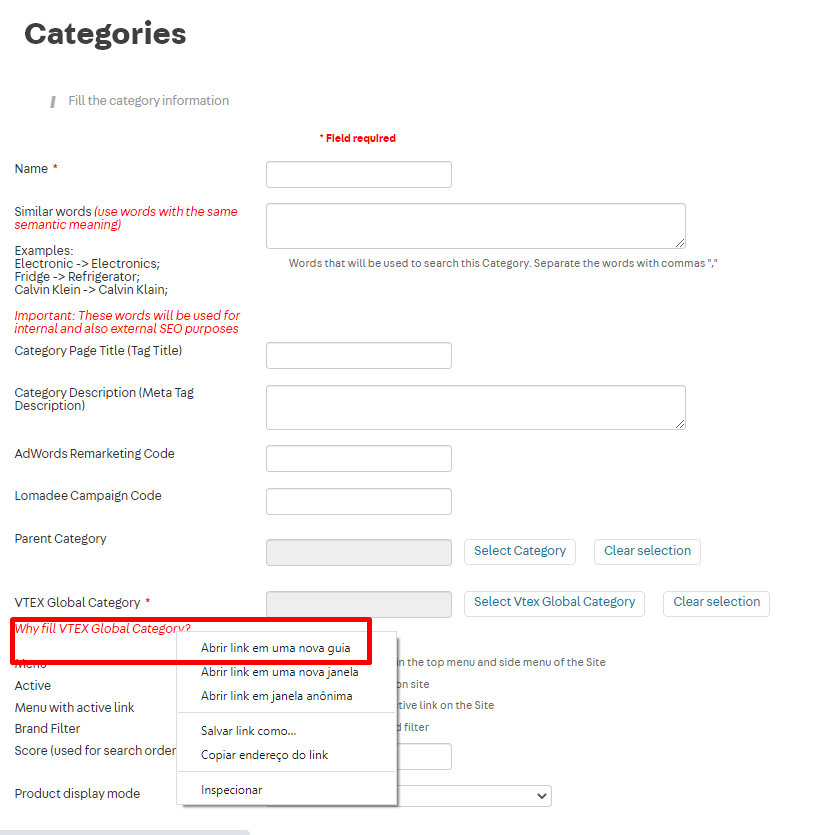 Categories
Fill the category information
* Field required
Name *
Similar words (use words with the same
semantic meaning)
Examples:
Electronic -> Electronics;
Fridge -> Refrigerator;
Calvin Klein -> Calvin Klain;
Words that will be used to search this Category. Separate the words with commas ","
Important: These words will be used for
internal and also external SEO purposes
Category Page Title (Tag Title)
Category Description (Meta Tag
Description)
AdWords Remarketing Code
Lomadee Campaign Code
Parent Category
Select Category
Clear selection
VTEX Global Category *
Select Vtex Global Category
Clear selection
Why fill VTEX Global Category?
Abrir link em uma nova guia
Menu
in the top menu and side menu of the Site
Abrir link em uma nova janela
Active
on site
Abrir link em janela anônima
Menu with active link
ctive link on the Site
Brand Filter
d filter
Salvar link como...
Score (used for search order
Copiar endereço do link
Inspecionar
Product display mode